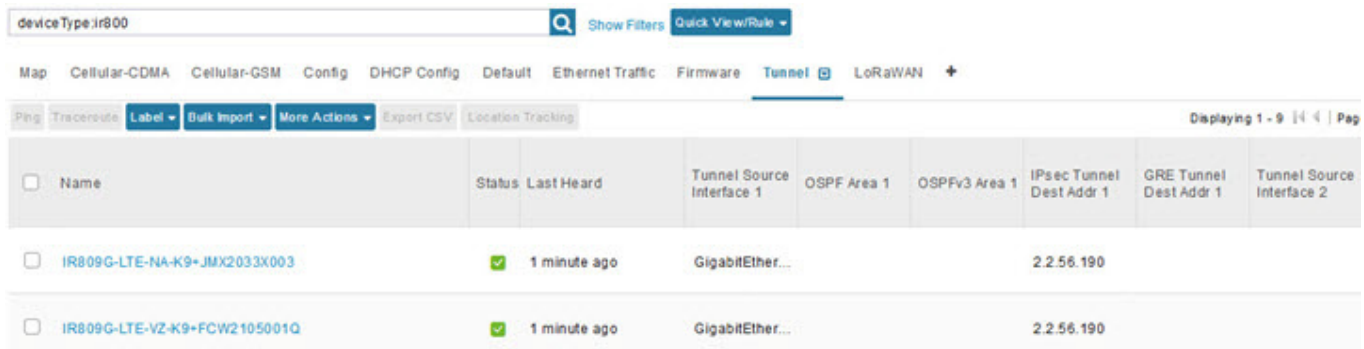 deviceType:ir800 Show Filters Quick View/Rule
Map Cellular-CDMA Cellular-GSM Config DHCP Config Default Ethernet Traffic Firmware Tunnel LoRaWAN +
Ping Traceroute Label Bulk Import More Actions Export CSV Location Tracking Displaying 1 - 9 | Pag
Name Status Last Heard Tunnel Source Interface 1 OSPF Area 1 OSPFv3 Area 1 IPsec Tunnel Dest Addr 1 GRE Tunnel Dest Addr 1 Tunnel Source Interface 2
IR809G-LTE-NA-K9+JMX2033X003 1 minute ago GigabitEther... 2.2.56.190
IR809G-LTE-VZ-K9+FCW2105001Q 1 minute ago GigabitEther... 2.2.56.190